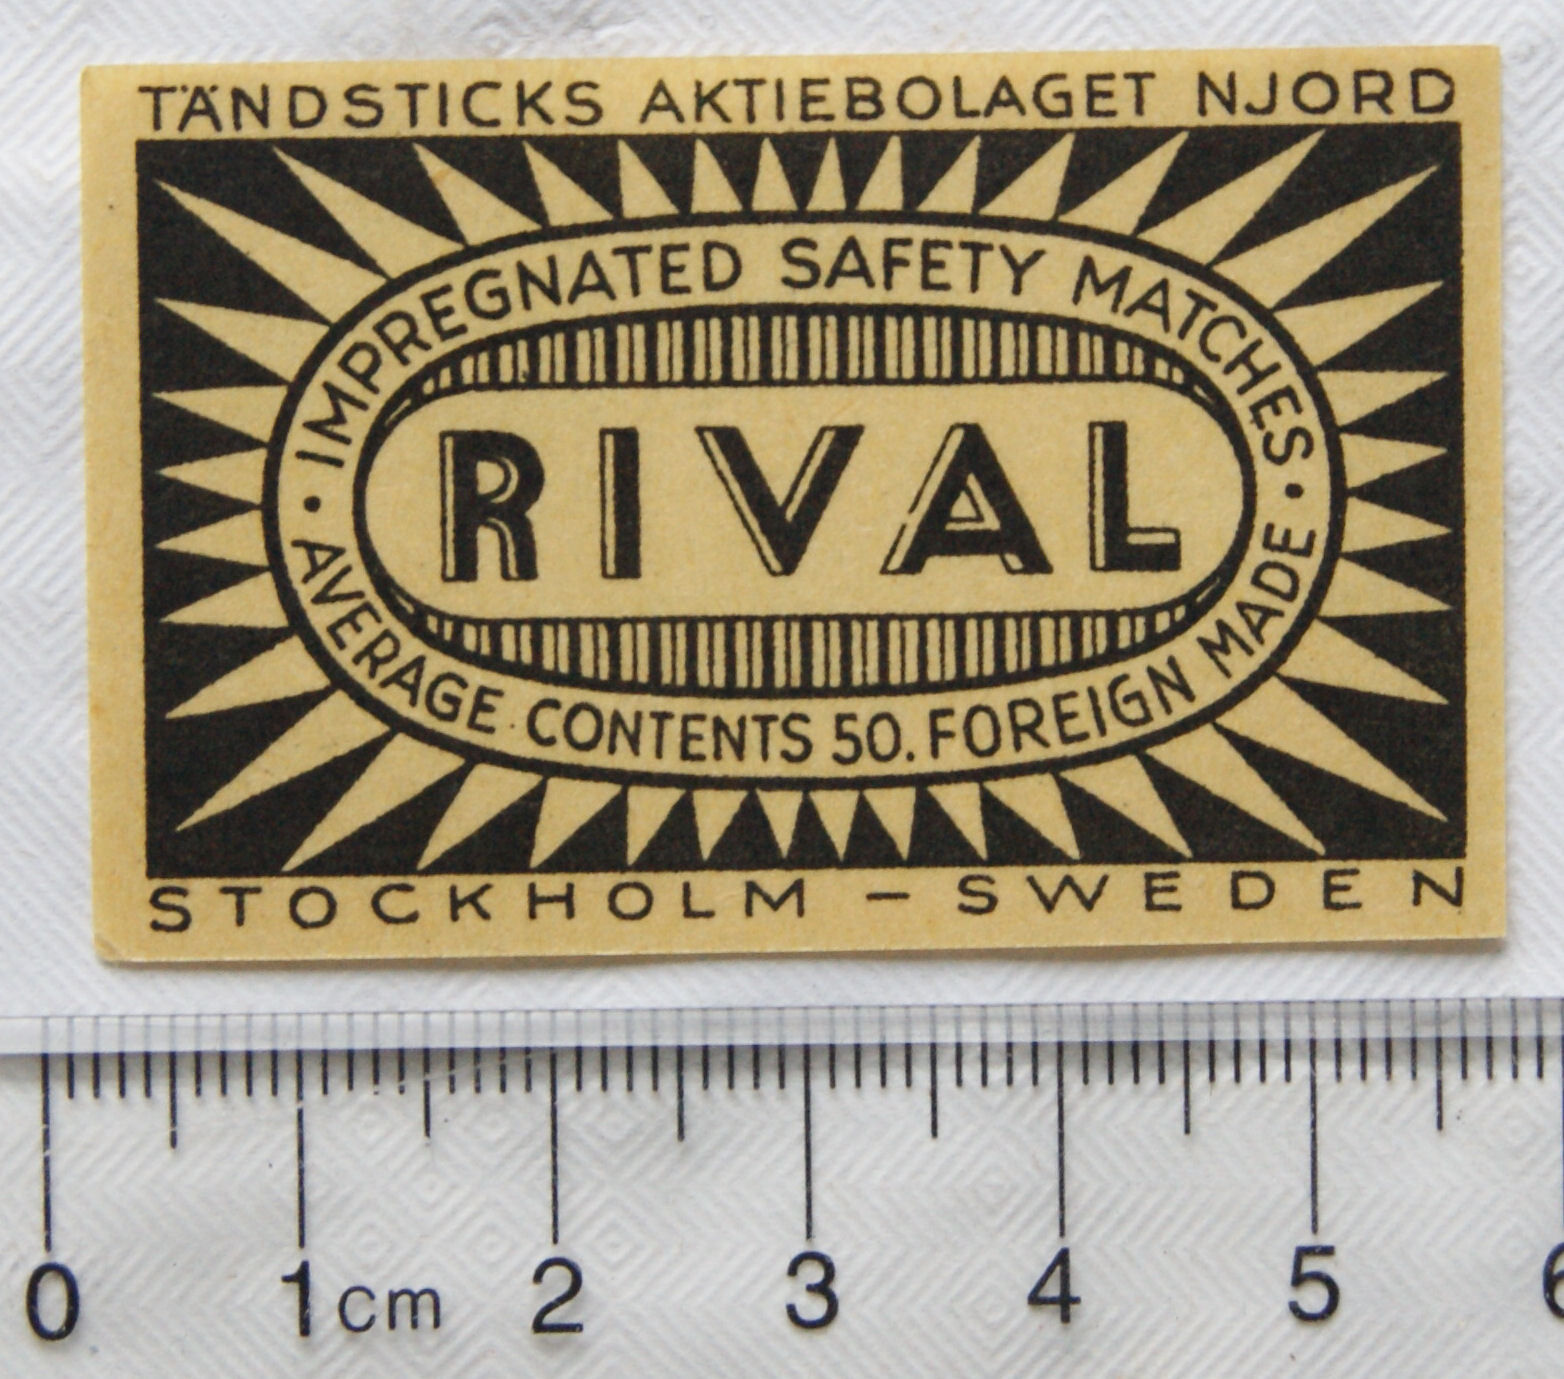 TÄNDSTICKS AKTIEBOLAGET NJORD
· IMPREGNATED SAFETY MATCHES ·
RIVAL
AVERAGE CONTENTS 50. FOREIGN MADE
STOCKHOLM – SWEDEN
0 1cm 2 3 4 5 6